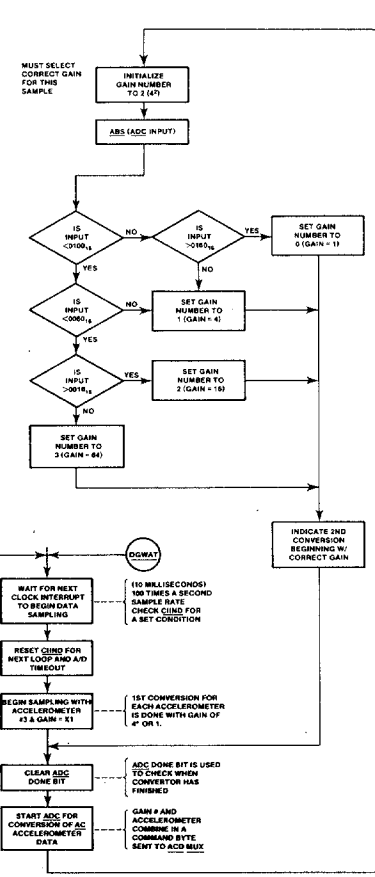 MUST SELECT
CORRECT GAIN
FOR THIS
SAMPLE
INITIALIZE
GAIN NUMBER
TO 2 (4²)
ABS (ADC INPUT)
IS
INPUT
<0100₁₆
NO
IS
INPUT
>0160₁₆
YES
SET GAIN
NUMBER TO
0 (GAIN = 1)
YES
NO
IS
INPUT
<0060₁₆
NO
SET GAIN
NUMBER TO
1 (GAIN = 4)
YES
IS
INPUT
>0018₁₆
YES
SET GAIN
NUMBER TO
2 (GAIN = 16)
NO
SET GAIN
NUMBER TO
3 (GAIN = 64)
INDICATE 2ND
CONVERSION
BEGINNING W/
CORRECT GAIN
DGWAT
WAIT FOR NEXT
CLOCK INTERRUPT
TO BEGIN DATA
SAMPLING
(10 MILLISECONDS)
100 TIMES A SECOND
SAMPLE RATE
CHECK CIIND FOR
A SET CONDITION
RESET CIIND FOR
NEXT LOOP AND A/D
TIMEOUT
BEGIN SAMPLING WITH
ACCELEROMETER
#3 & GAIN = X1
1ST CONVERSION FOR
EACH ACCELEROMETER
IS DONE WITH GAIN OF
4° OR 1.
CLEAR ADC
DONE BIT
ADC DONE BIT IS USED
TO CHECK WHEN
CONVERTOR HAS
FINISHED
START ADC FOR
CONVERSION OF AC
ACCELEROMETER
DATA
GAIN # AND
ACCELEROMETER
COMBINE IN A
COMMAND BYTE
SENT TO ACD MUX